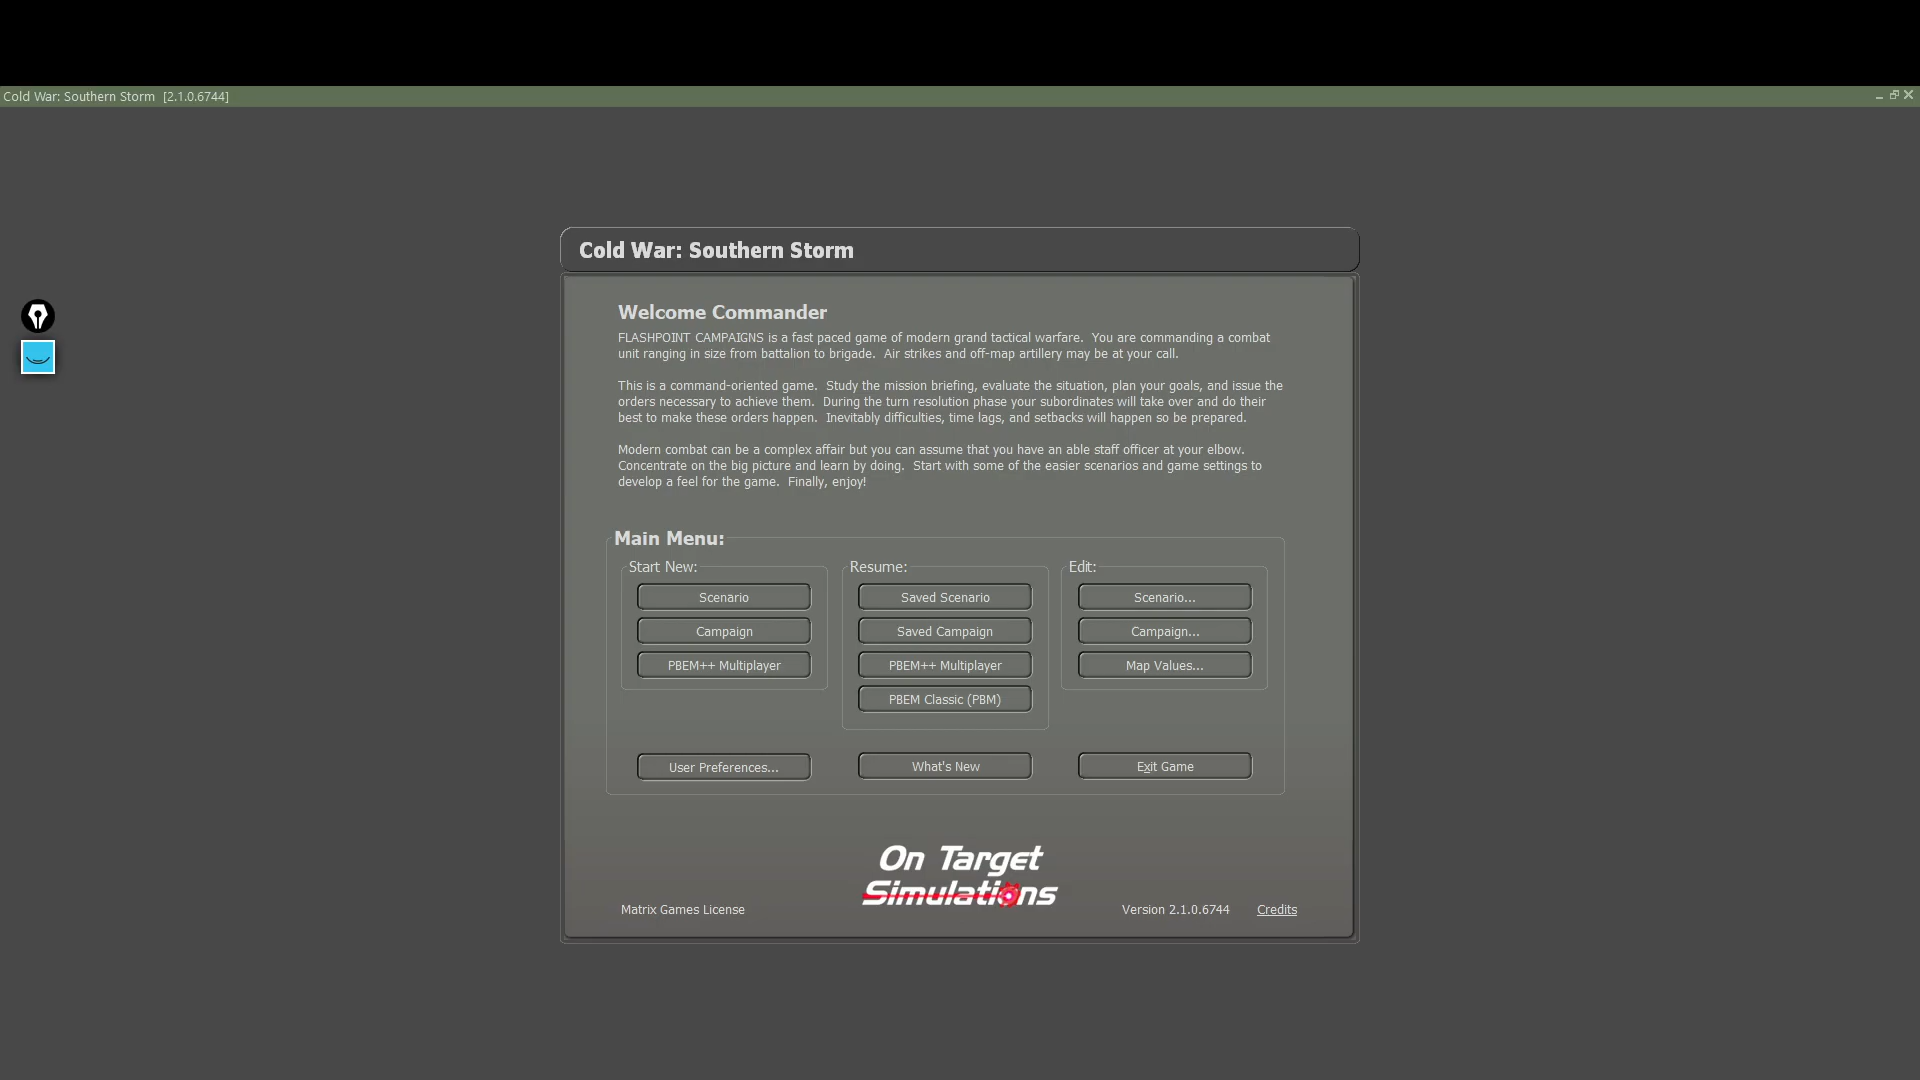 Cold War: Southern Storm [2.1.0.6744]
Cold War: Southern Storm
Welcome Commander
FLASHPOINT CAMPAIGNS is a fast paced game of modern grand tactical warfare. You are commanding a combat
unit ranging in size from battalion to brigade. Air strikes and off-map artillery may be at your call.
This is a command-oriented game. Study the mission briefing, evaluate the situation, plan your goals, and issue the
orders necessary to achieve them. During the turn resolution phase your subordinates will take over and do their
best to make these orders happen. Inevitably difficulties, time lags, and setbacks will happen so be prepared.
Modern combat can be a complex affair but you can assume that you have an able staff officer at your elbow.
Concentrate on the big picture and learn by doing. Start with some of the easier scenarios and game settings to
develop a feel for the game. Finally, enjoy!
Main Menu:
Start New:
Scenario
Campaign
PBEM++ Multiplayer
Resume:
Saved Scenario
Saved Campaign
PBEM++ Multiplayer
PBEM Classic (PBM)
Edit:
Scenario...
Campaign...
Map Values...
User Preferences...
What's New
Exit Game
On Target
Simulations
Matrix Games License
Version 2.1.0.6744
Credits